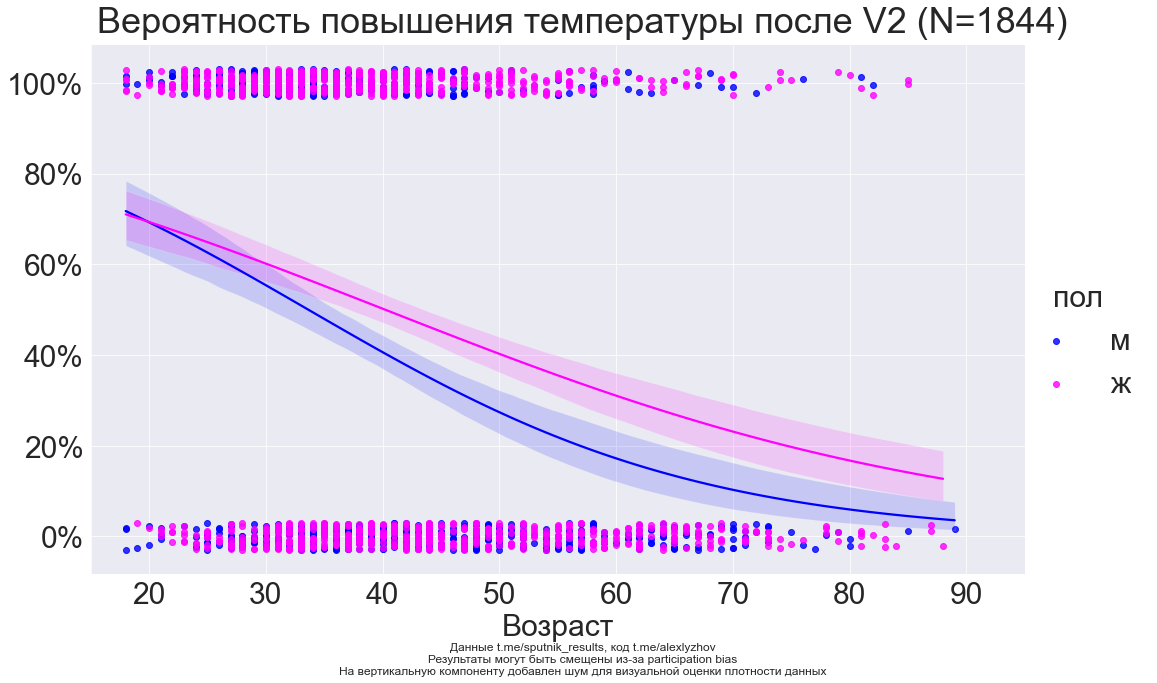 Вероятность повышения температуры после V2 (N=1844)
100%
80%
60%
40%
20%
0%
20 30 40 50 60 70 80 90
Возраст
пол
м
ж
Данные t.me/sputnik_results, код t.me/alexlyzhov
Результаты могут быть смещены из-за participation bias
На вертикальную компоненту добавлен шум для визуальной оценки плотности данных